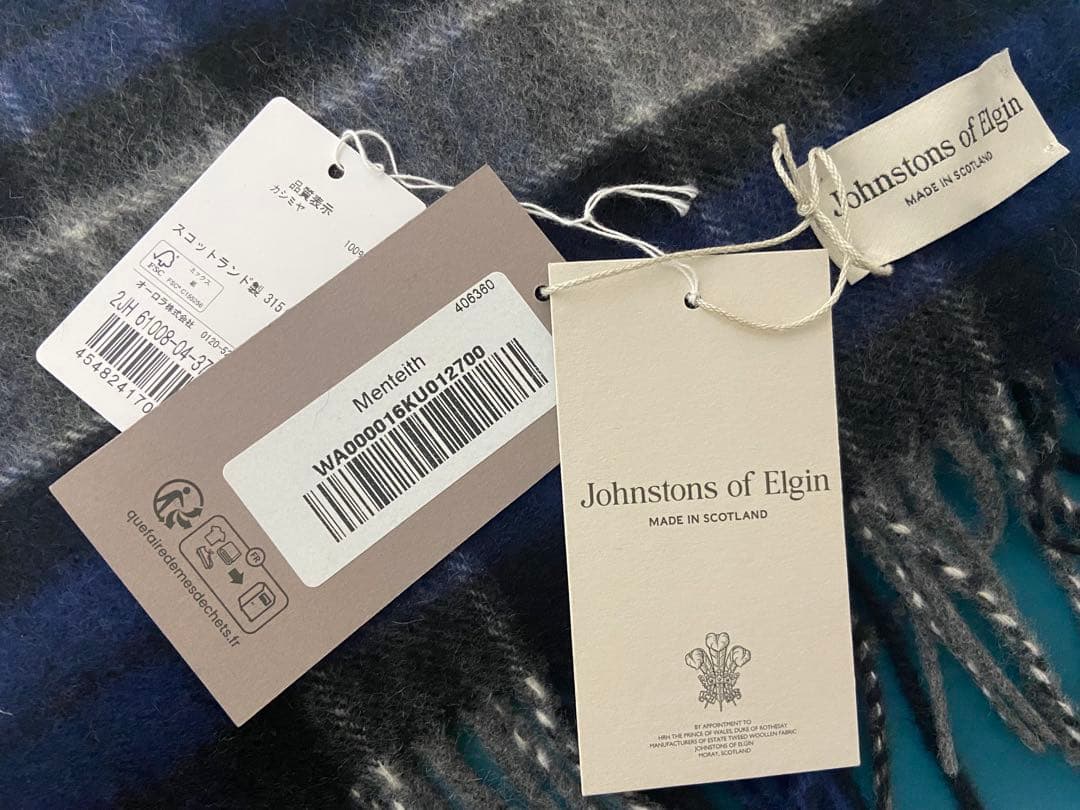 品質表示
カシミヤ
100%
スコットランド製 315
FSC
ミックス
紙
FSC® C166256
オーロラ株式会社 0120-52
2JH 61008-04-37
454824170
406360
Menteith
WA000016KU012700
FR
quefairedemesdechets.fr
Johnstons of Elgin
MADE IN SCOTLAND
BY APPOINTMENT TO
HRH THE PRINCE OF WALES, DUKE OF ROTHESAY
MANUFACTURERS OF ESTATE TWEED WOOLLEN FABRIC
JOHNSTONS OF ELGIN
MORAY, SCOTLAND
Johnstons of Elgin
MADE IN SCOTLAND